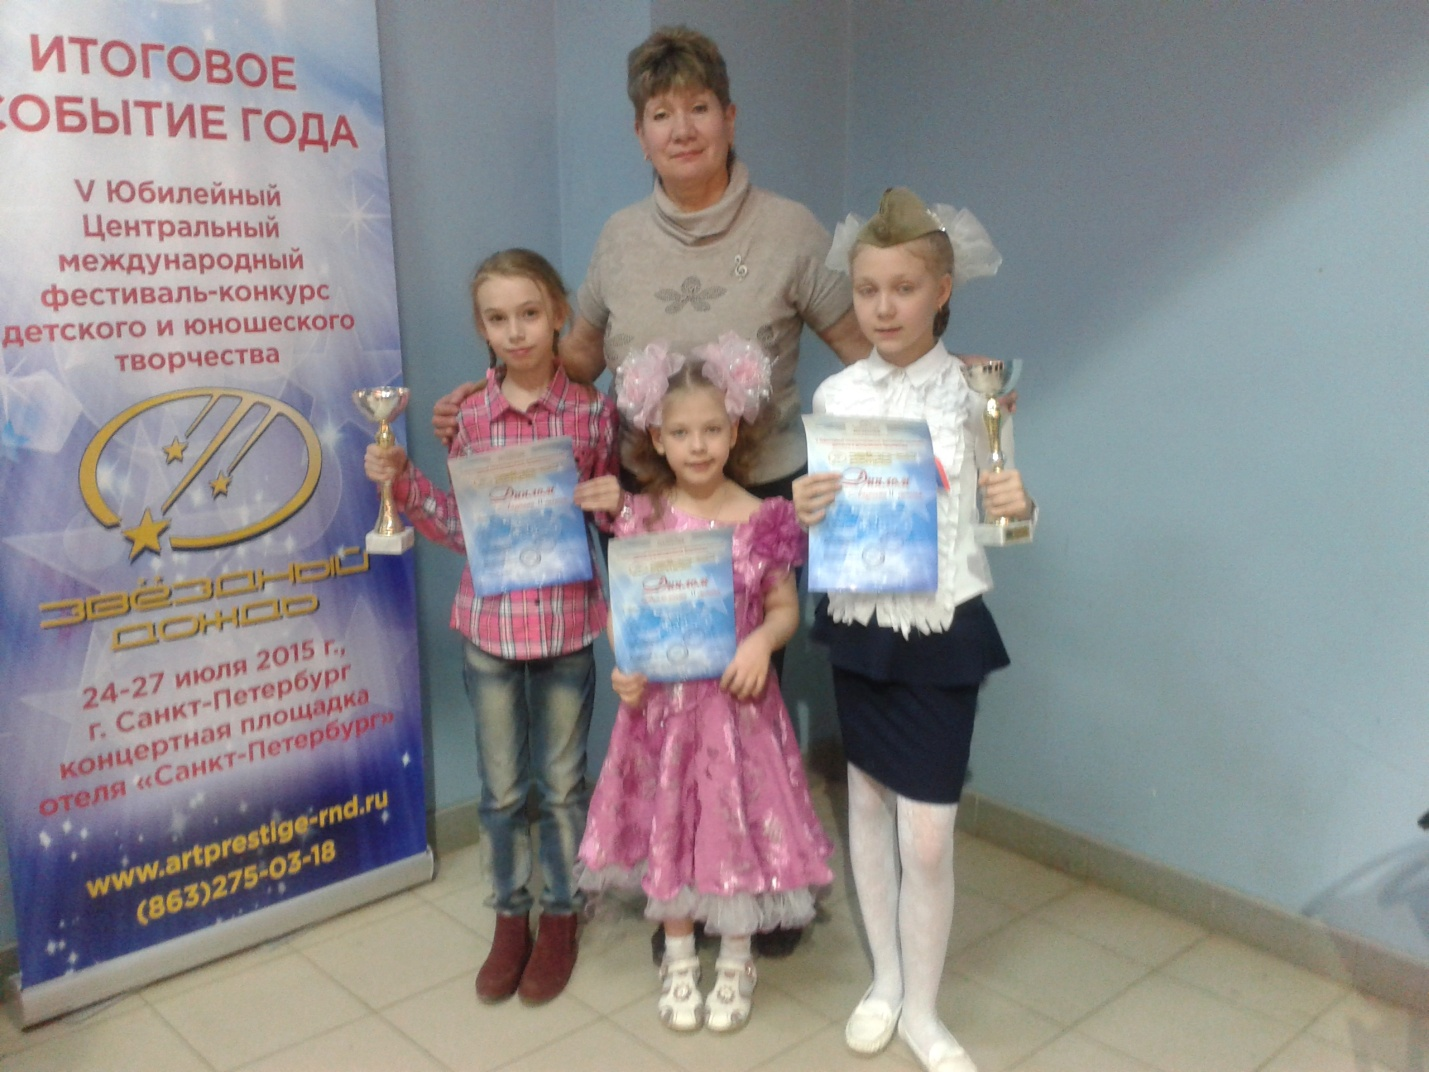 ИТОГОВОЕ
СОБЫТИЕ ГОДА
V Юбилейный
Центральный
международный
фестиваль-конкурс
детского и юношеского
творчества
ЗВЁЗДНЫЙ
ДОЖДЬ
24-27 июля 2015 г.,
г. Санкт-Петербург
концертная площадка
отеля «Санкт-Петербург»
www.artprestige-rnd.ru
(863)275-03-18
Диплом
Диплом
Диплом